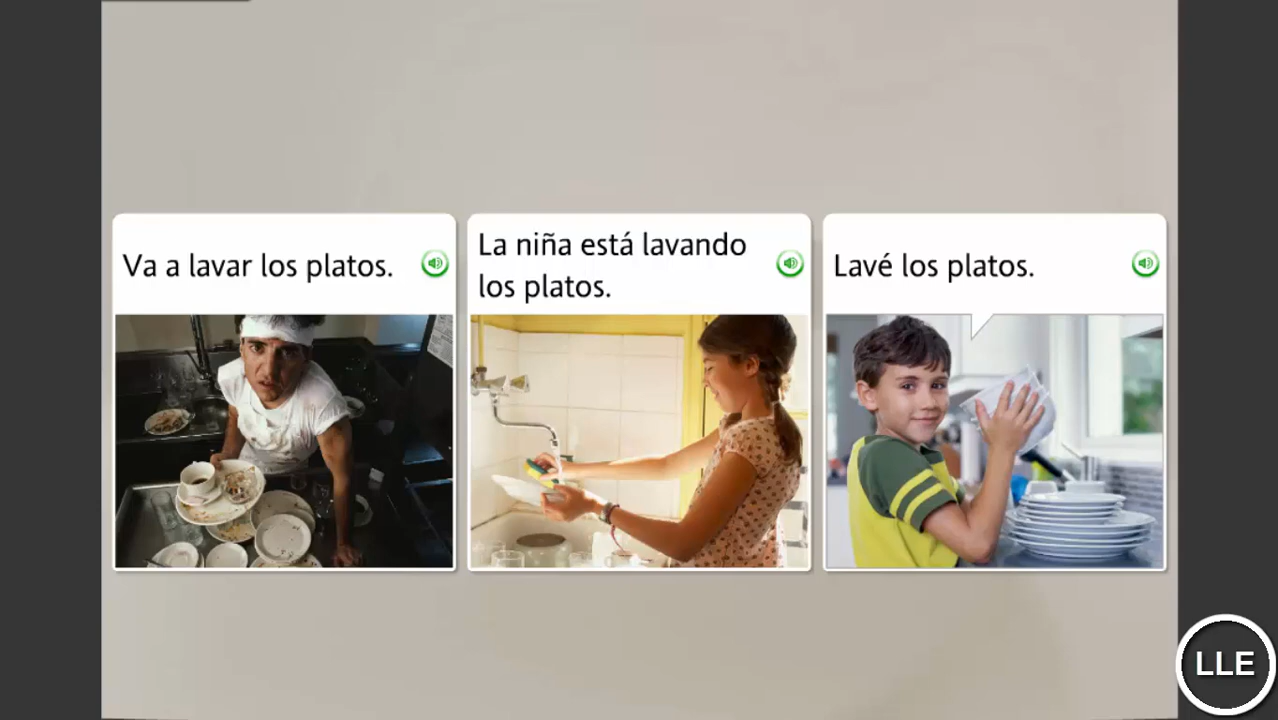 Va a lavar los platos.
La niña está lavando
los platos.
Lavé los platos.
LLE